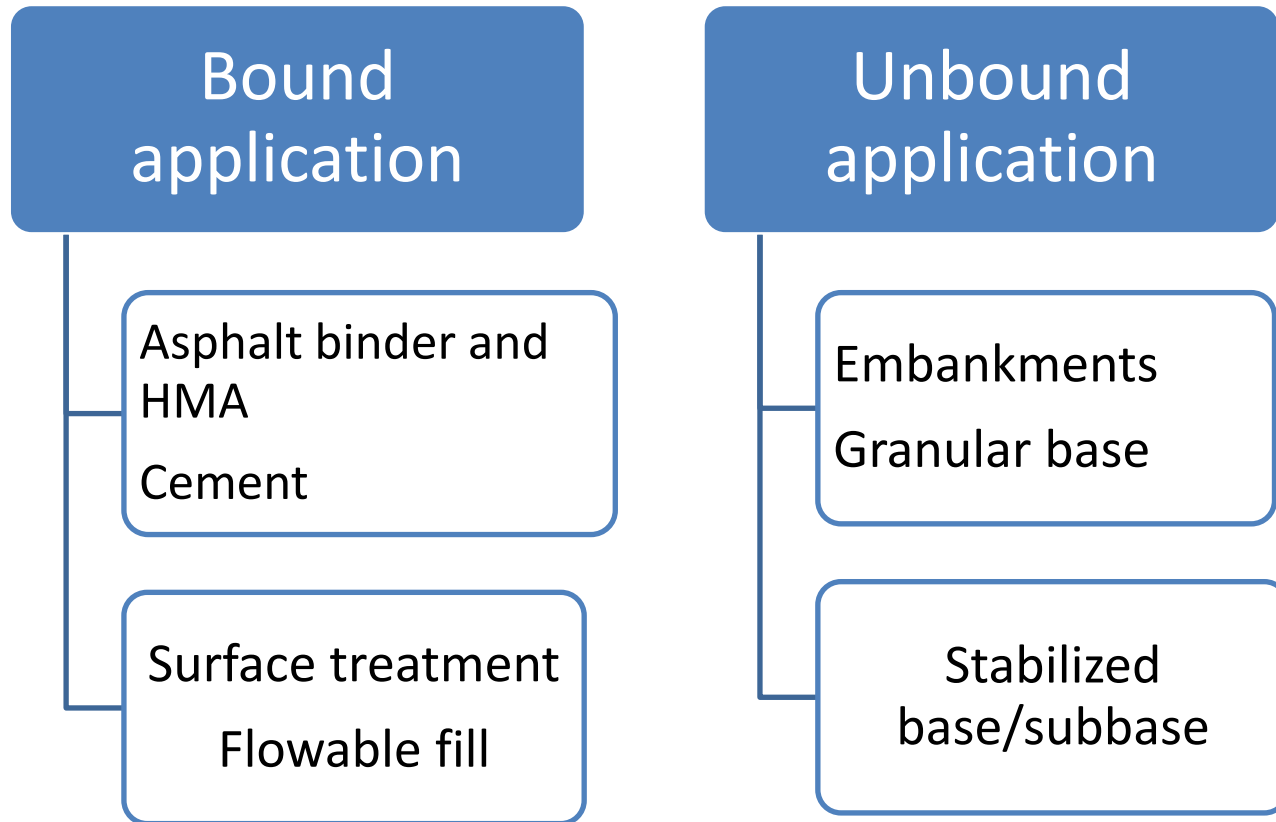 Bound
application
Asphalt binder and
HMA
Cement
Surface treatment
Flowable fill
Unbound
application
Embankments
Granular base
Stabilized
base/subbase